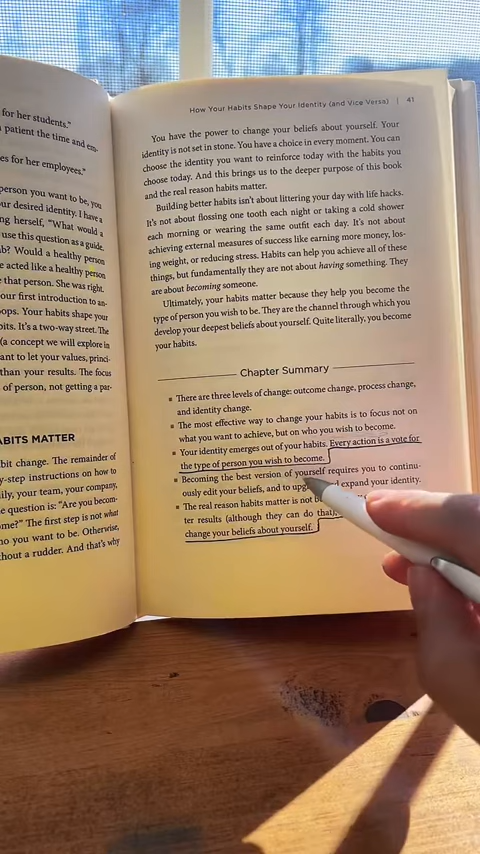 for her students."
patient the time and em-
es for her employees."
person you want to be, you
ur desired identity. I have a
ng herself, "What would a
use this question as a guide.
b? Would a healthy person
e acted like a healthy person
that person. She was right.
our first introduction to an-
ops. Your habits shape your
bits. It's a two-way street. The
(a concept we will explore in
ant to let your values, princi-
than your results. The focus
of person, not getting a par-
ABITS MATTER
bit change. The remainder of
y-step instructions on how to
ily, your team, your company,
e question is: "Are you becom-
ome?" The first step is not what
ho you want to be. Otherwise,
hout a rudder. And that's why
How Your Habits Shape Your Identity (and Vice Versa) | 41
You have the power to change your beliefs about yourself. Your
identity is not set in stone. You have a choice in every moment. You can
choose the identity you want to reinforce today with the habits you
choose today. And this brings us to the deeper purpose of this book
and the real reason habits matter.
Building better habits isn't about littering your day with life hacks.
It's not about flossing one tooth each night or taking a cold shower
each morning or wearing the same outfit each day. It's not about
achieving external measures of success like earning more money, los-
ing weight, or reducing stress. Habits can help you achieve all of these
things, but fundamentally they are not about having something. They
are about becoming someone.
Ultimately, your habits matter because they help you become the
type of person you wish to be. They are the channel through which you
develop your deepest beliefs about yourself. Quite literally, you become
your habits.
Chapter Summary
▪ There are three levels of change: outcome change, process change,
and identity change.
▪ The most effective way to change your habits is to focus not on
what you want to achieve, but on who you wish to become.
▪ Your identity emerges out of your habits. Every action is a vote for
the type of person you wish to become.
▪ Becoming the best version of yourself requires you to continu-
ously edit your beliefs, and to upg d expand your identity.
▪ The real reason habits matter is not b
ter results (although they can do that),
change your beliefs about yourself.